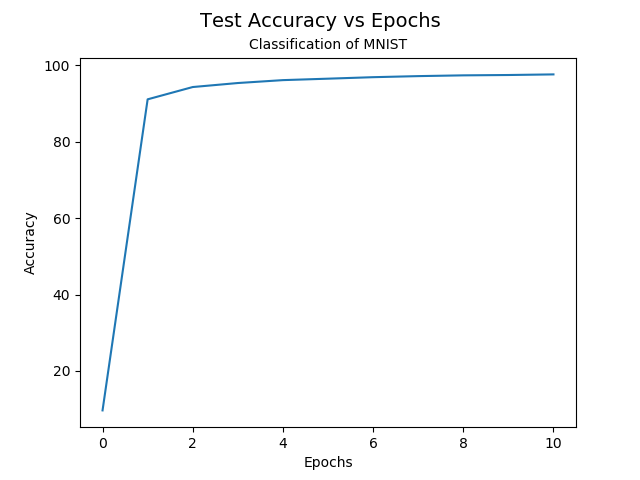 Test Accuracy vs Epochs
Classification of MNIST
100
80
60
40
20
Accuracy
0 2 4 6 8 10
Epochs